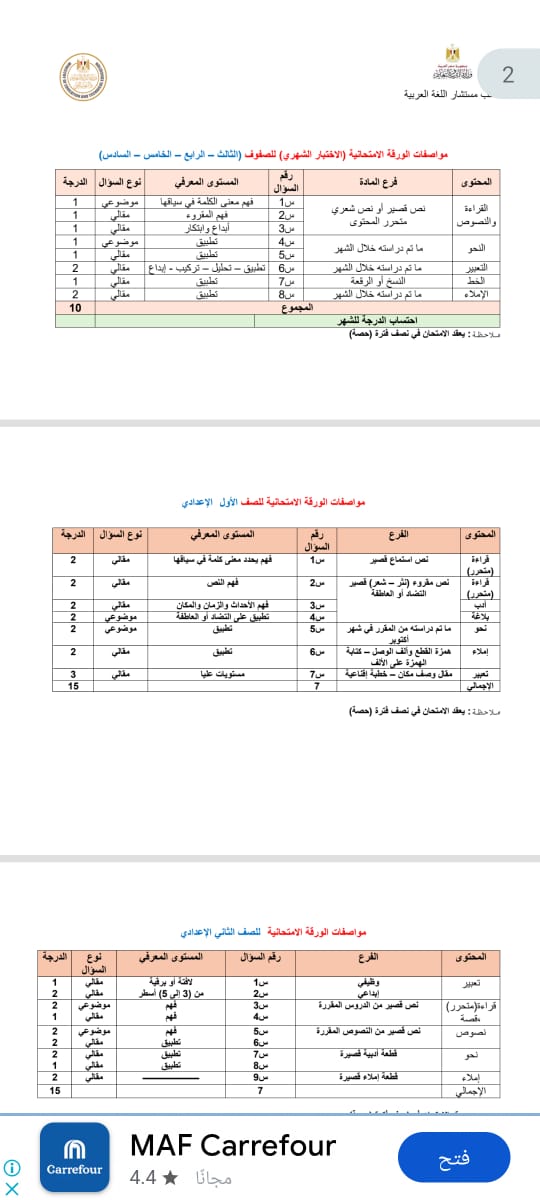 2
مستشار اللغة العربية
مواصفات الورقة الامتحانية (الاختبار الشهري) للصفوف (الثالث – الرابع – الخامس – السادس)
المحتوى فرع المادة رقم السؤال المستوى المعرفي نوع السؤال الدرجة
القراءة والنصوص نص قصير أو نص شعري متحرر المحتوى س1 فهم معنى الكلمة في سياقها موضوعي 1
س2 فهم المقروء مقالي 1
س3 أبداع وابتكار مقالي 1
النحو ما تم دراسته خلال الشهر س4 تطبيق موضوعي 1
س5 تطبيق مقالي 1
التعبير ما تم دراسته خلال الشهر س6 تطبيق – تحليل – تركيب - إبداع مقالي 2
الخط النسخ أو الرقعة س7 تطبيق مقالي 1
الإملاء ما تم دراسته خلال الشهر س8 تطبيق مقالي 2
المجموع 10
احتساب الدرجة للشهر
ملاحظة : يعقد الامتحان في نصف فترة (حصة)
مواصفات الورقة الامتحانية للصف الأول الإعدادي
المحتوى الفرع رقم السؤال المستوى المعرفي نوع السؤال الدرجة
قراءة (متحرر) نص استماع قصير س1 فهم يحدد معنى كلمة في سياقها مقالي 2
قراءة (متحرر) نص مقروء (نثر – شعر) قصير التضاد أو العاطفة س2 فهم النص مقالي 2
أدب س3 فهم الأحداث والزمان والمكان مقالي 2
بلاغة س4 تطبيق على التضاد أو العاطفة موضوعي 2
نحو ما تم دراسته من المقرر في شهر أكتوبر س5 تطبيق موضوعي 2
إملاء همزة القطع وألف الوصل – كتابة الهمزة على الألف س6 تطبيق مقالي 2
تعبير مقال وصف مكان – خطبة إقناعية س7 مستويات عليا مقالي 3
الإجمالي 7 15
ملاحظة : يعقد الامتحان في نصف فترة (حصة)
مواصفات الورقة الامتحانية للصف الثاني الإعدادي
المحتوى الفرع رقم السؤال المستوى المعرفي نوع السؤال الدرجة
تعبير وظيفي س1 لافتة أو برقية مقالي 1
إبداعي س2 من (3 إلى 5) أسطر مقالي 2
قراءة(متحرر) نص قصير من الدروس المقررة س3 فهم موضوعي 2
قصة س4 فهم مقالي 1
نصوص نص قصير من النصوص المقررة س5 فهم موضوعي 2
س6 تطبيق مقالي 2
نحو قطعة أدبية قصيرة س7 تطبيق مقالي 2
س8 تطبيق مقالي 1
إملاء قطعة إملاء قصيرة س9 مقالي 2
الإجمالي 7 15
Carrefour
MAF Carrefour
4.4 ★ مجانًا
فتح